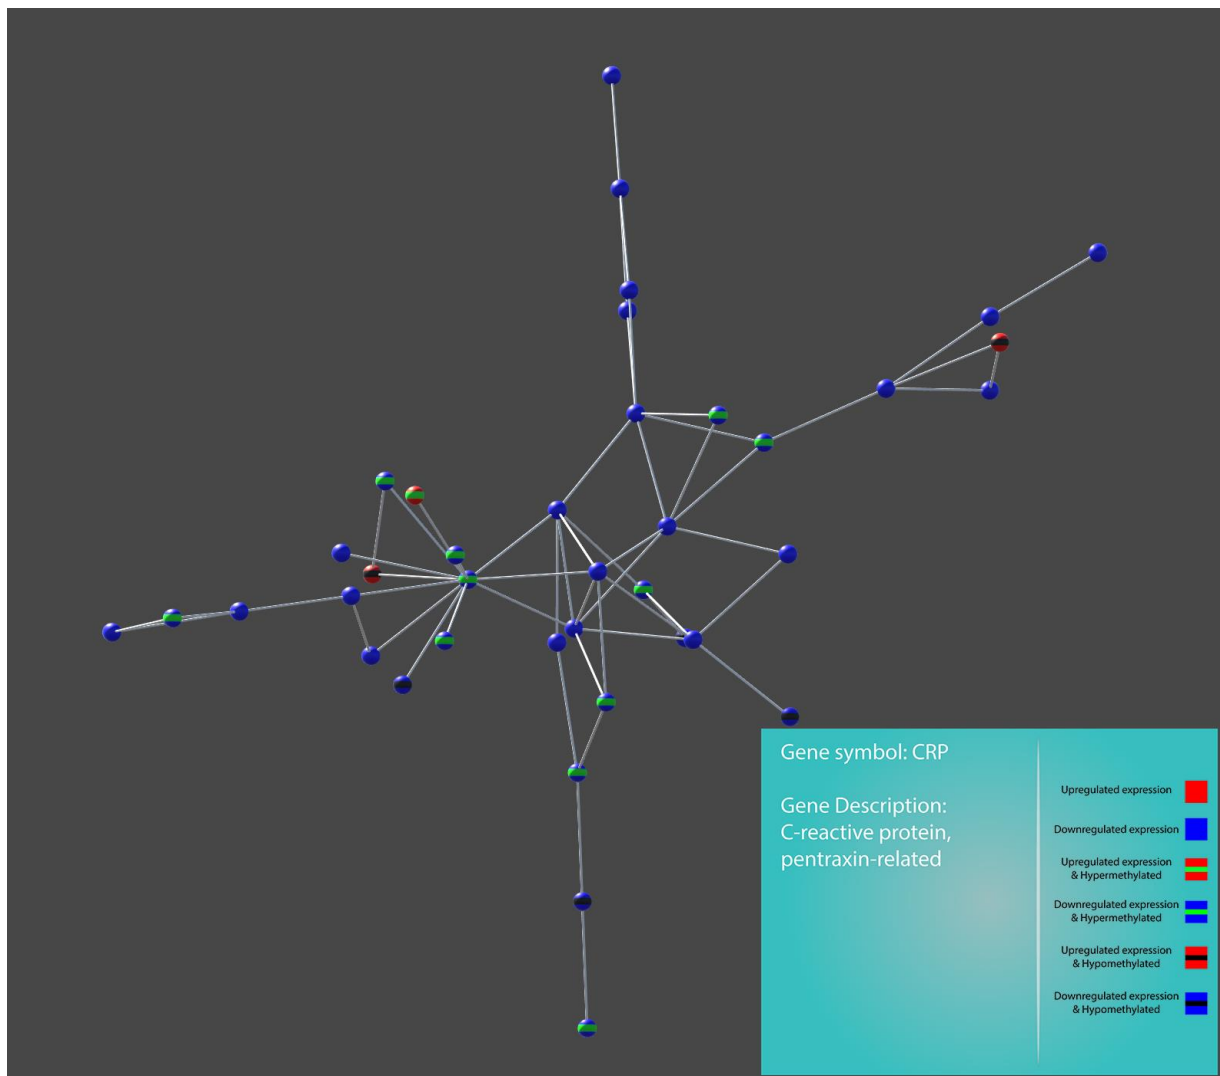 Gene symbol: CRP
Gene Description:
C-reactive protein,
pentraxin-related
Upregulated expression
Downregulated expression
Upregulated expression
& Hypermethylated
Downregulated expression
& Hypermethylated
Upregulated expression
& Hypomethylated
Downregulated expression
& Hypomethylated